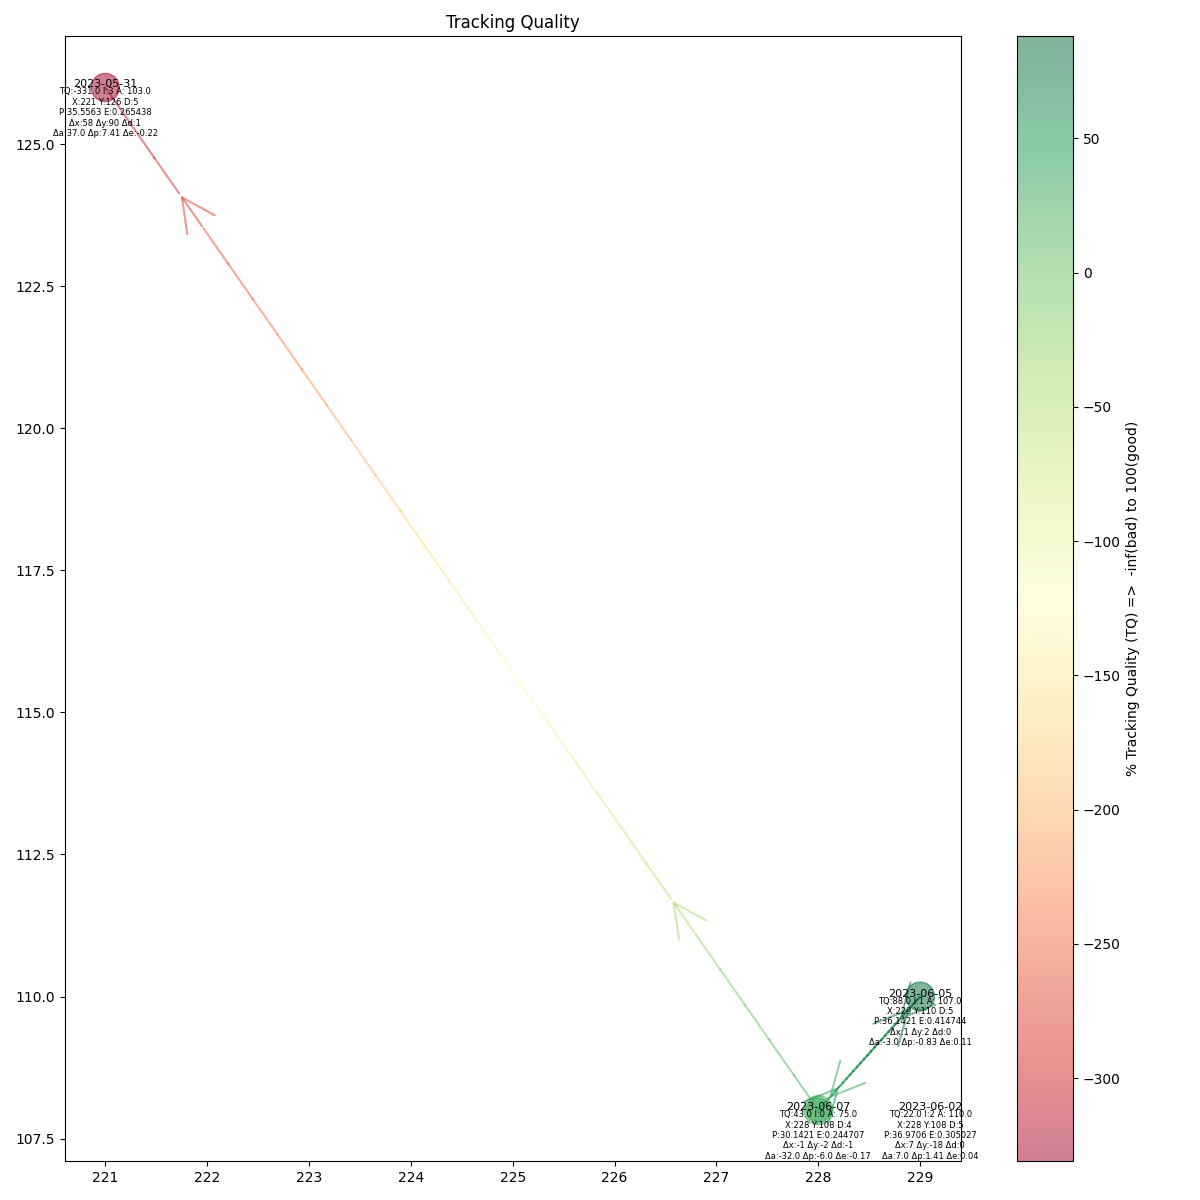 Tracking Quality
2023-05-31
TQ:-331.0 I:3 A: 103.0
X:221 Y:126 D:5
P:35.5563 E:0.265438
Δx:58 Δy:90 Δd:1
Δa:37.0 Δp:7.41 Δe:-0.22
2023-06-05
TQ:88.0 I:1 A: 107.0
X:229 Y:110 D:5
P:36.1421 E:0.414744
Δx:1 Δy:2 Δd:0
Δa:-3.0 Δp:-0.83 Δe:0.11
2023-06-07
TQ:43.0 I:0 A: 75.0
X:228 Y:108 D:4
P:30.1421 E:0.244707
Δx:-1 Δy:-2 Δd:-1
Δa:-32.0 Δp:-6.0 Δe:-0.17
2023-06-02
TQ:22.0 I:2 A: 110.0
X:228 Y:108 D:5
P:36.9706 E:0.305027
Δx:7 Δy:-18 Δd:0
Δa:7.0 Δp:1.41 Δe:0.04
125.0
122.5
120.0
117.5
115.0
112.5
110.0
107.5
221 222 223 224 225 226 227 228 229
50
0
−50
−100
−150
−200
−250
−300
% Tracking Quality (TQ) => -inf(bad) to 100(good)